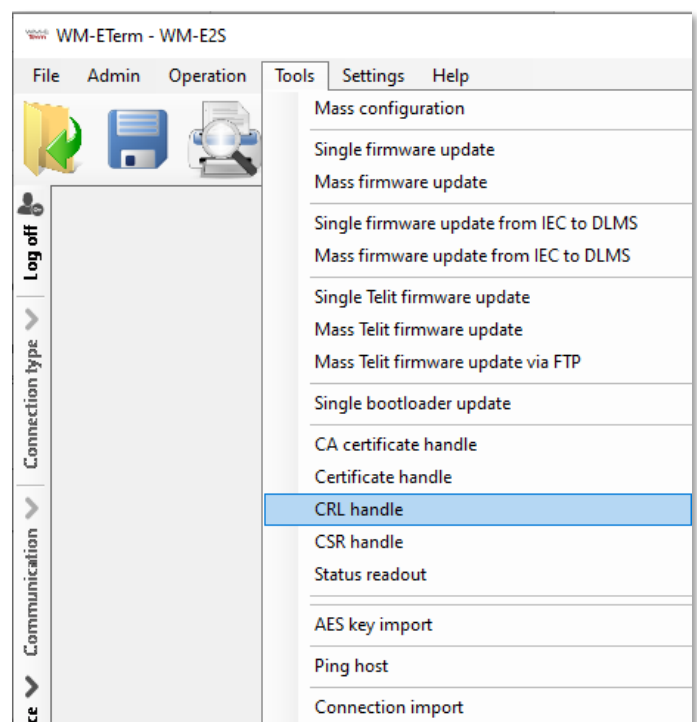 WM-ETerm - WM-E2S
File Admin Operation Tools Settings Help
Mass configuration
Single firmware update
Mass firmware update
Single firmware update from IEC to DLMS
Mass firmware update from IEC to DLMS
Single Telit firmware update
Mass Telit firmware update
Mass Telit firmware update via FTP
Single bootloader update
CA certificate handle
Certificate handle
CRL handle
CSR handle
Status readout
AES key import
Ping host
Connection import
Log off
Connection type
Communication